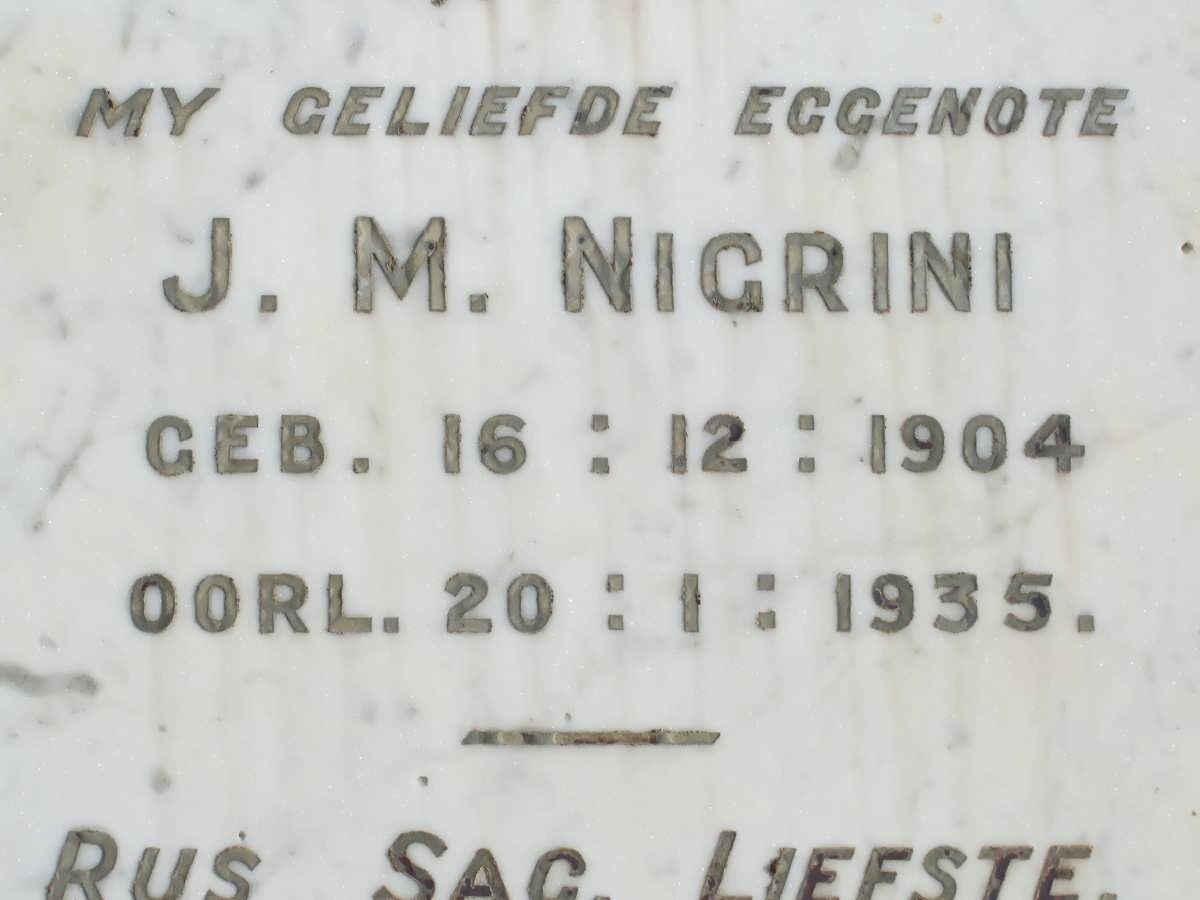 MY GELIEFDE EGGENOTE
J. M. NIGRINI
GEB. 16 : 12 : 1904
OORL. 20 : 1 : 1935.
RUS SAG, LIEFSTE.